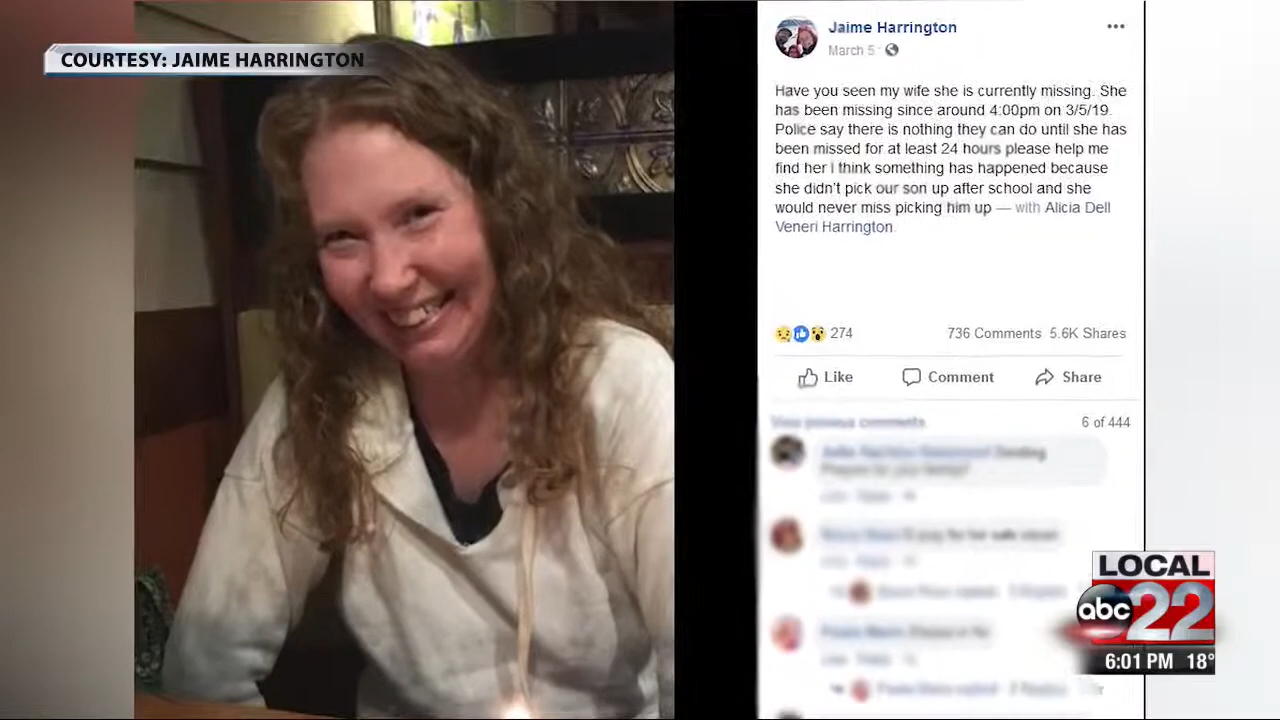 COURTESY: JAIME HARRINGTON
Jaime Harrington
March 5
Have you seen my wife she is currently missing. She
has been missing since around 4:00pm on 3/5/19.
Police say there is nothing they can do until she has
been missed for at least 24 hours please help me
find her I think something has happened because
she didn't pick our son up after school and she
would never miss picking him up — with Alicia Dell
Veneri Harrington.
274
736 Comments 5.6K Shares
Like Comment Share
View previous comments 6 of 444
LOCAL
abc 22
6:01 PM 18°